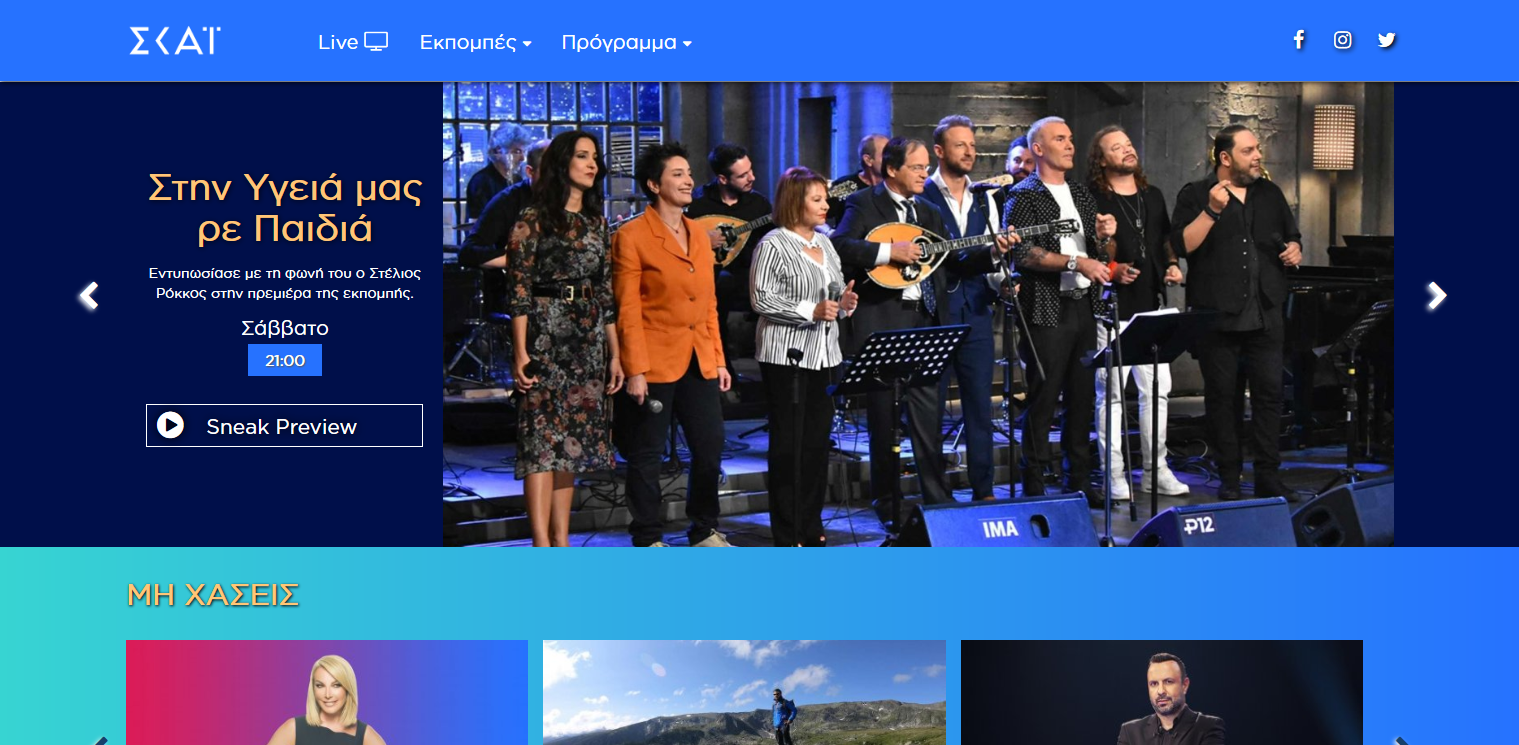 ΣΚΑΪ
Live
Εκπομπές
Πρόγραμμα
Στην Υγειά μας
ρε Παιδιά
Εντυπωσίασε με τη φωνή του ο Στέλιος
Ρόκκος στην πρεμιέρα της εκπομπής.
Σάββατο
21:00
Sneak Preview
IMA
P12
ΜΗ ΧΑΣΕΙΣ